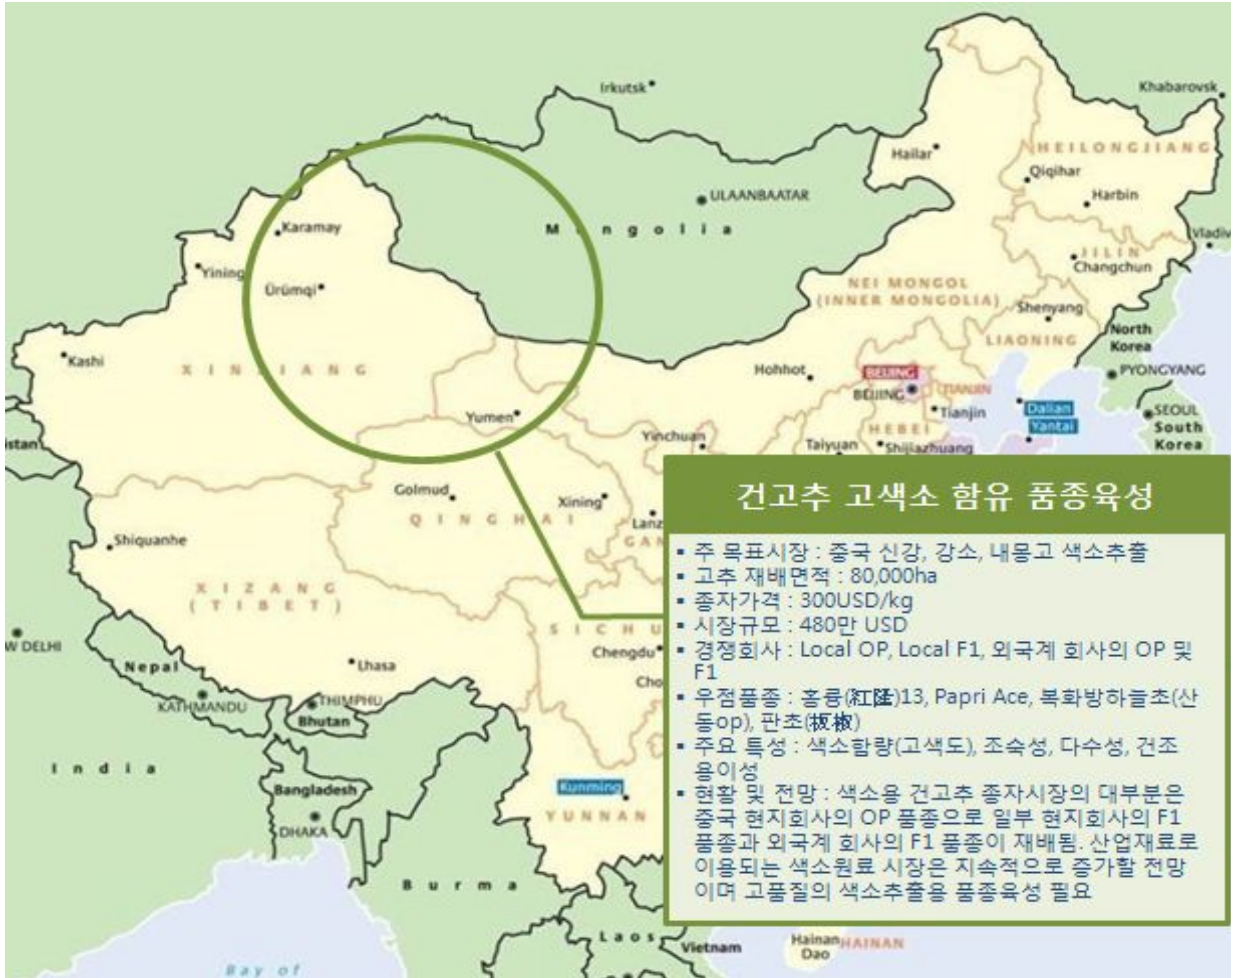 Irkutsk
Khabarovsk
Hailar
HEILONGJIANG
Qiqihar
Harbin
ULAANBAATAR
Mongolia
Karamay
Vladiv
JILIN
Changchun
Yining
Ürümqi
NEI MONGOL
(INNER MONGOLIA)
Shenyang
LIAONING
North
Korea
Kashi
XINJIANG
Hohhot
BEIJING
BEIJING
TIANJIN
PYONGYANG
Dalian
Yantai
SEOUL
South
Korea
Yumen
Tianjin
HEBEI
Yinchuan
Taiyuan
Shijiazhuang
istan
Golmud
Xining
QINGHAI
Lanz
GAN
Shiquanhe
XIZANG
(TIBET)
SICHU
Chengdu
Cho
W DELHI
Nepal
Lhasa
KATHMANDU
THIMPHU
Bhutan
India
Bangladesh
DHAKA
Kunming
YUNNAN
Burma
Laos
Vietnam
Hainan
Dao
HAINAN
Bay of
건고추 고색소 함유 품종육성
▪ 주 목표시장 : 중국 신강, 강소, 내몽고 색소추출
▪ 고추 재배면적 : 80,000ha
▪ 종자가격 : 300USD/kg
▪ 시장규모 : 480만 USD
▪ 경쟁회사 : Local OP, Local F1, 외국계 회사의 OP 및
F1
▪ 우점품종 : 홍륭(紅隆)13, Papri Ace, 복화방하늘초(산
동op), 판초(板椒)
▪ 주요 특성 : 색소함량(고색도), 조숙성, 다수성, 건조
용이성
▪ 현황 및 전망 : 색소용 건고추 종자시장의 대부분은
중국 현지회사의 OP 품종으로 일부 현지회사의 F1
품종과 외국계 회사의 F1 품종이 재배됨. 산업재료로
이용되는 색소원료 시장은 지속적으로 증가할 전망
이며 고품질의 색소추출용 품종육성 필요